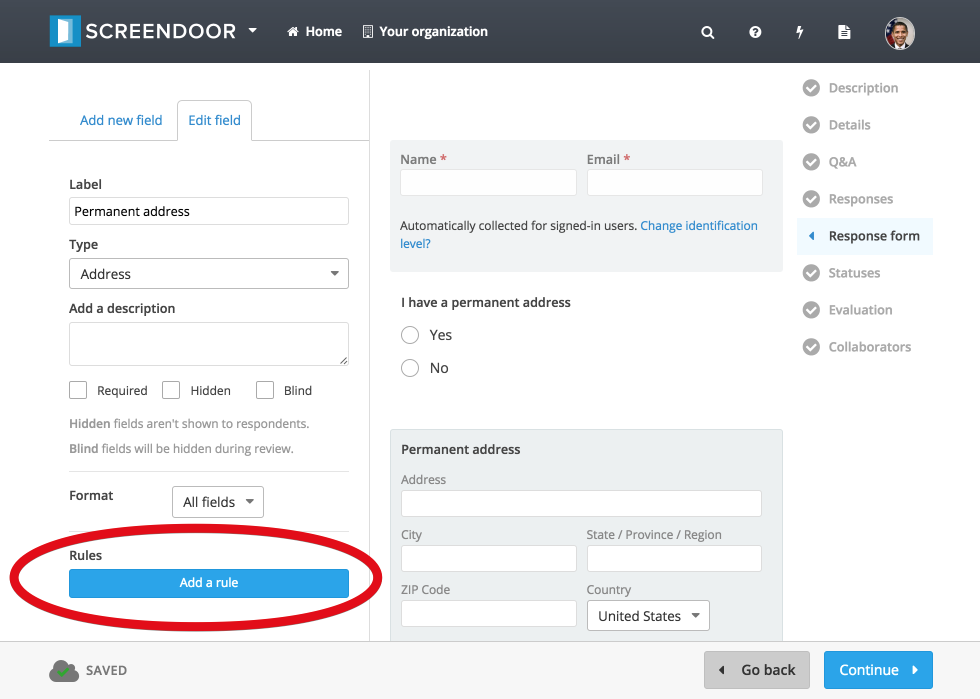 SCREENDOOR
Home
Your organization
Add new field
Edit field
Label
Permanent address
Type
Address
Add a description
Required
Hidden
Blind
Hidden fields aren't shown to respondents.
Blind fields will be hidden during review.
Format
All fields
Rules
Add a rule
Name *
Email *
Automatically collected for signed-in users. Change identification
level?
I have a permanent address
Yes
No
Permanent address
Address
City
State / Province / Region
ZIP Code
Country
United States
Description
Details
Q&A
Responses
Response form
Statuses
Evaluation
Collaborators
SAVED
Go back
Continue